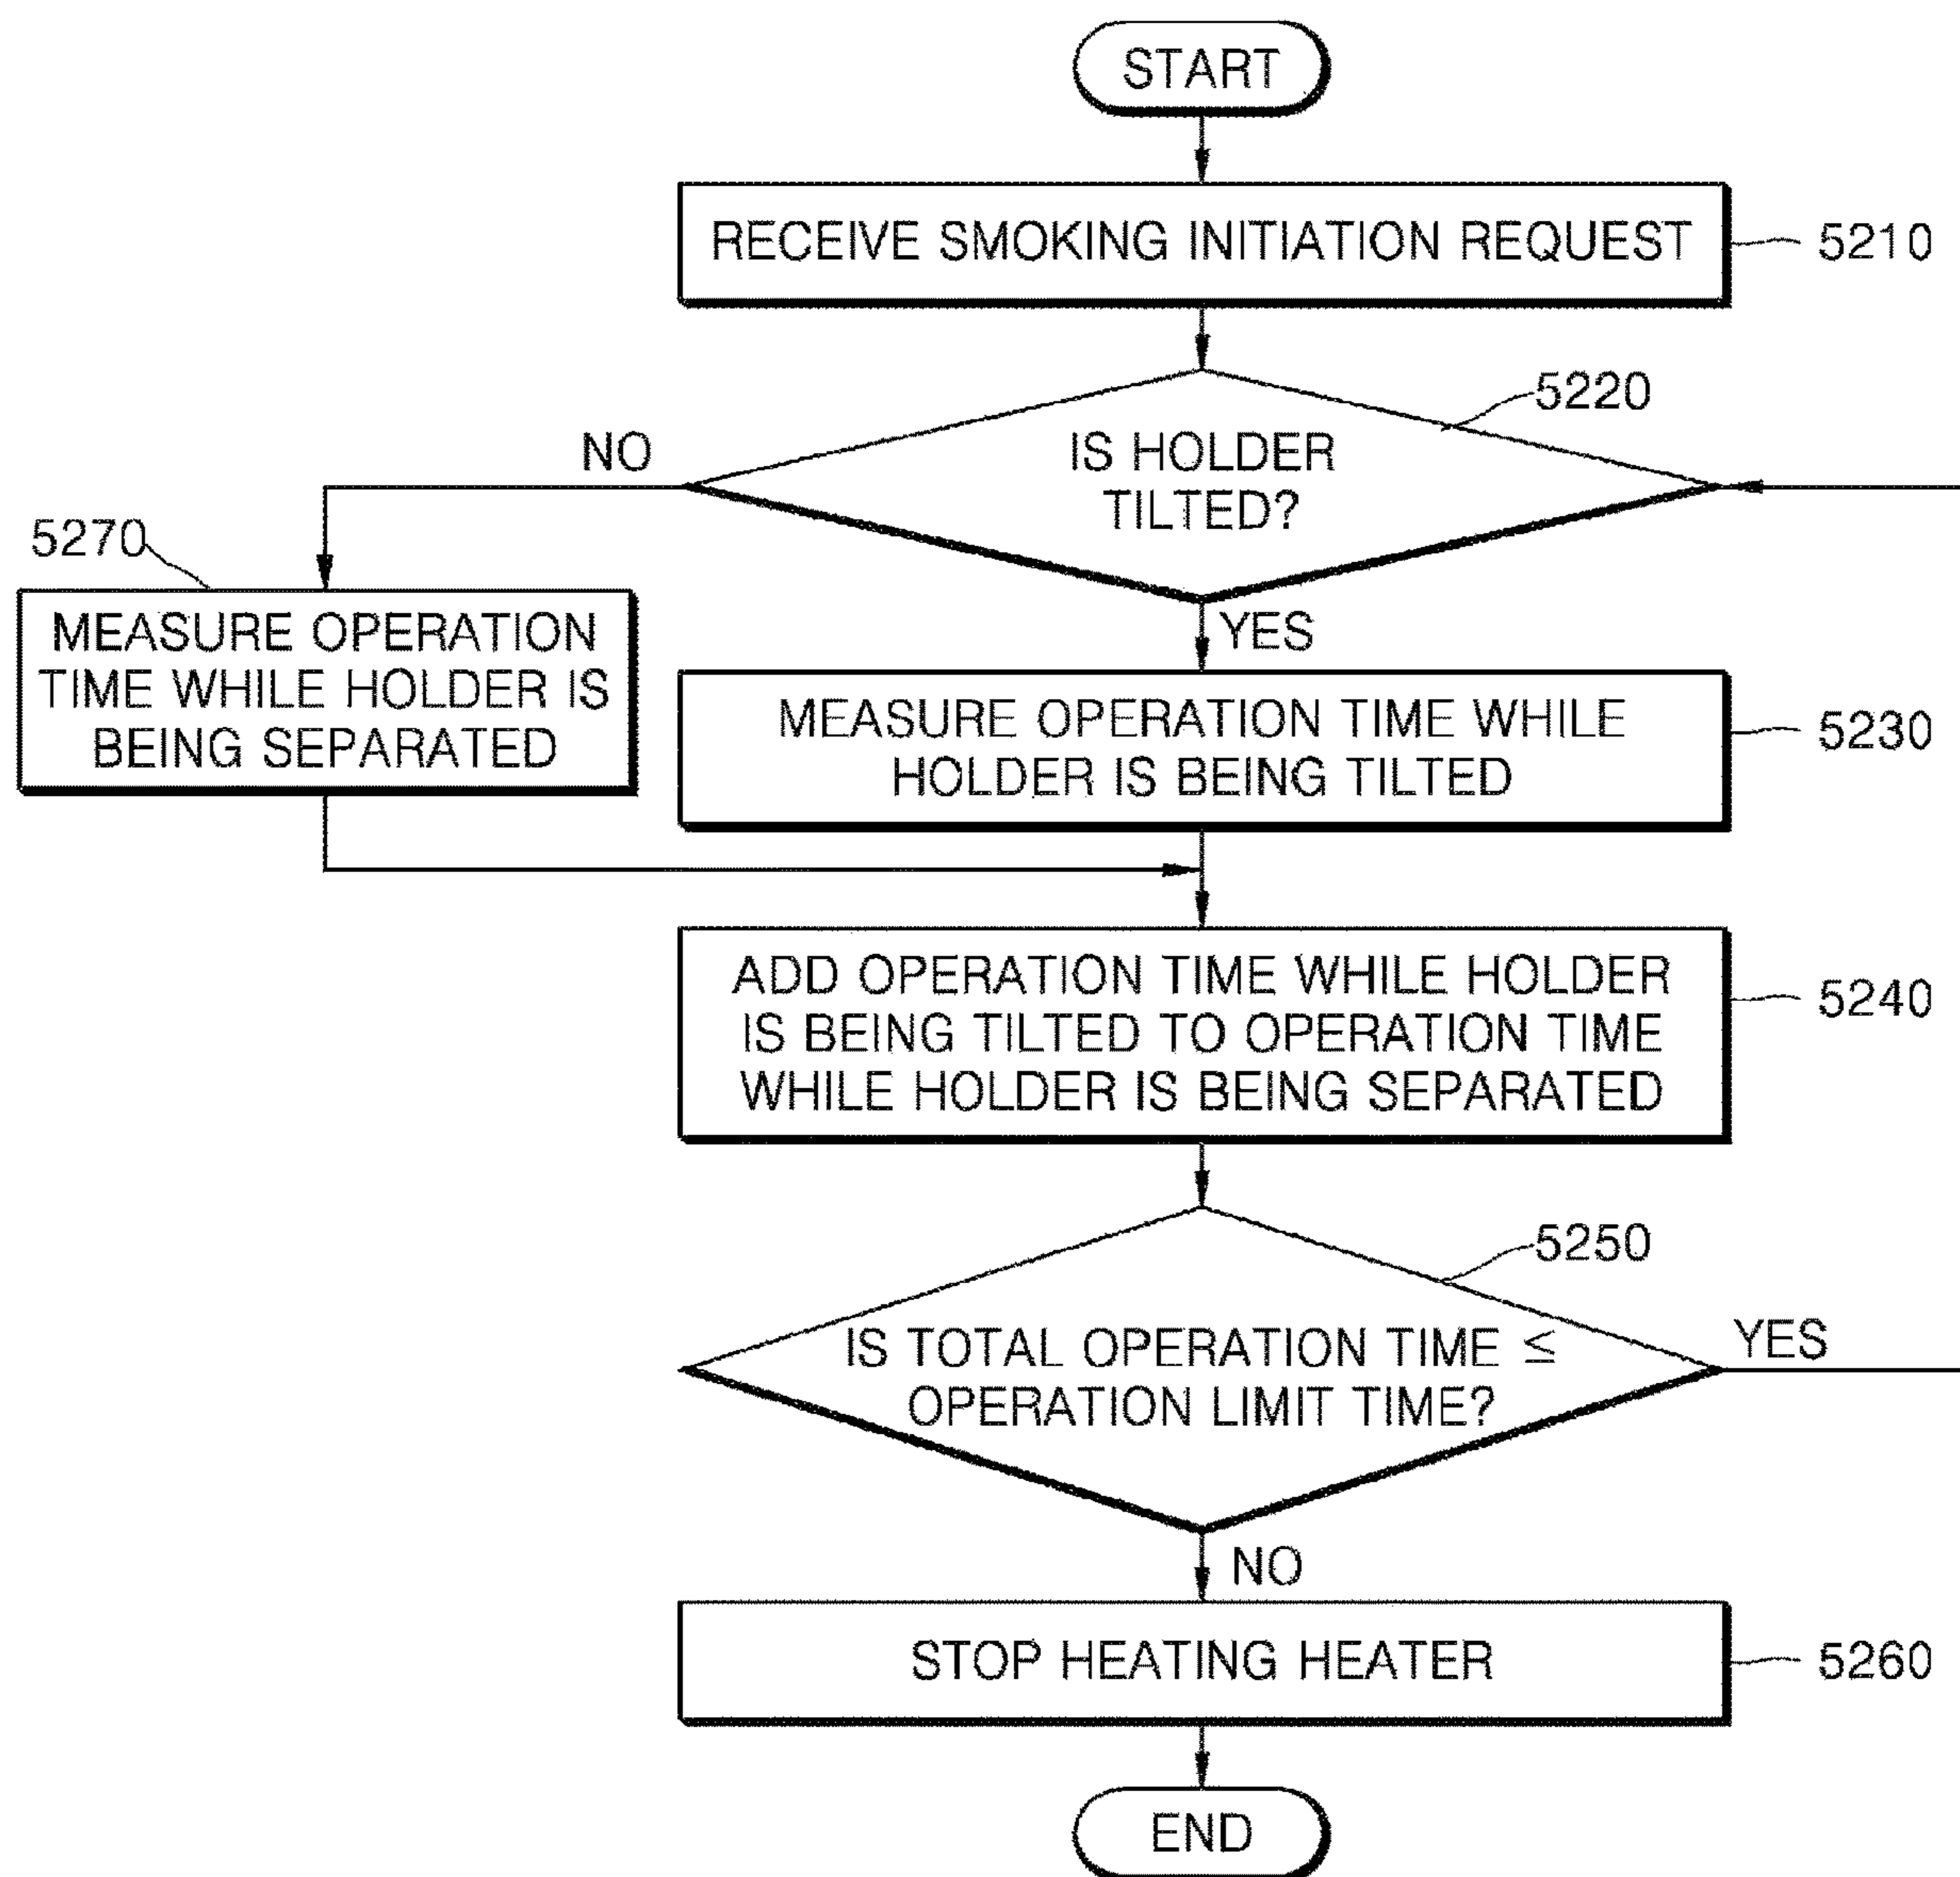 START
RECEIVE SMOKING INITIATION REQUEST
5210
5220
IS HOLDER
TILTED?
NO
YES
5270
MEASURE OPERATION
TIME WHILE HOLDER IS
BEING SEPARATED
MEASURE OPERATION TIME WHILE
HOLDER IS BEING TILTED
5230
ADD OPERATION TIME WHILE HOLDER
IS BEING TILTED TO OPERATION TIME
WHILE HOLDER IS BEING SEPARATED
5240
5250
IS TOTAL OPERATION TIME ≤
OPERATION LIMIT TIME?
YES
NO
STOP HEATING HEATER
5260
END